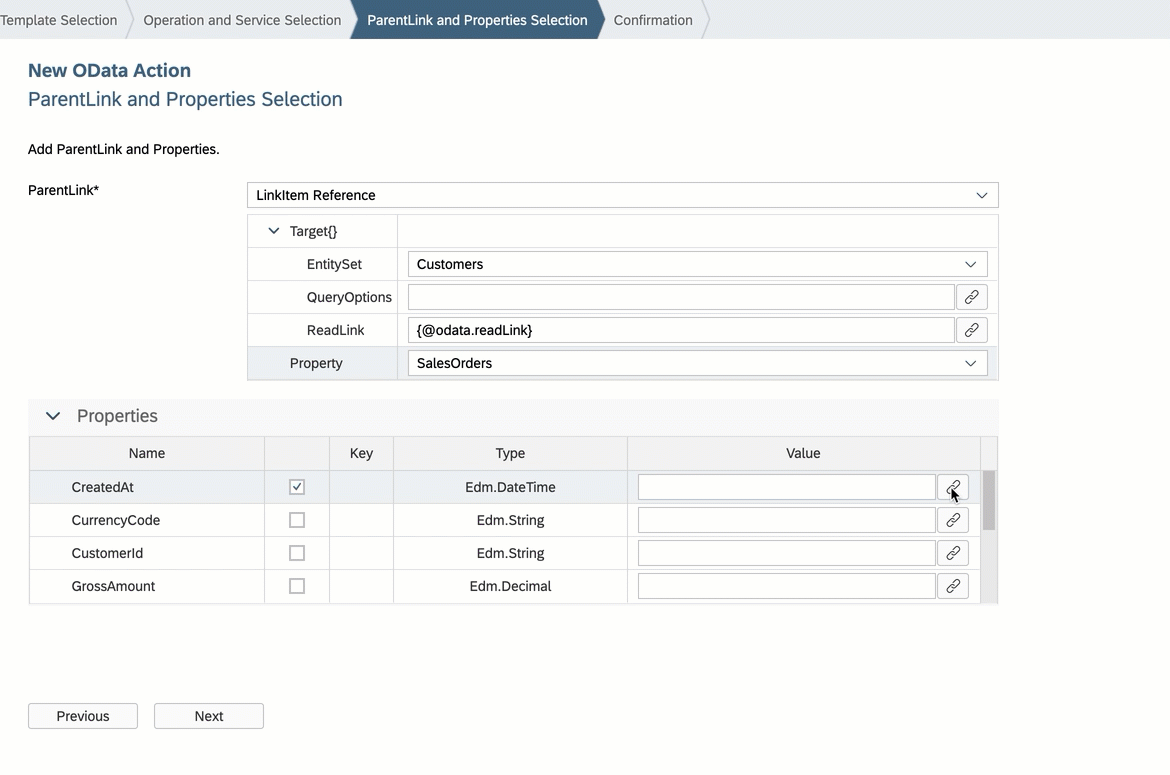 Template Selection Operation and Service Selection ParentLink and Properties Selection Confirmation
New OData Action
ParentLink and Properties Selection
Add ParentLink and Properties.
ParentLink* LinkItem Reference
Target{}
EntitySet Customers
QueryOptions
ReadLink {@odata.readLink}
Property SalesOrders
Properties
Name Key Type Value
CreatedAt Edm.DateTime
CurrencyCode Edm.String
CustomerId Edm.String
GrossAmount Edm.Decimal
Previous Next